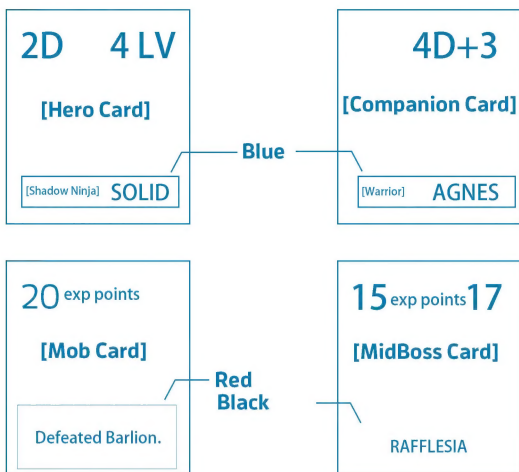 2D 4 LV
[Hero Card]
[Shadow Ninja] SOLID
4D+3
[Companion Card]
[Warrior] AGNES
Blue
20 exp points
[Mob Card]
Defeated Barlion.
15 exp points 17
[MidBoss Card]
RAFFLESIA
Red
Black